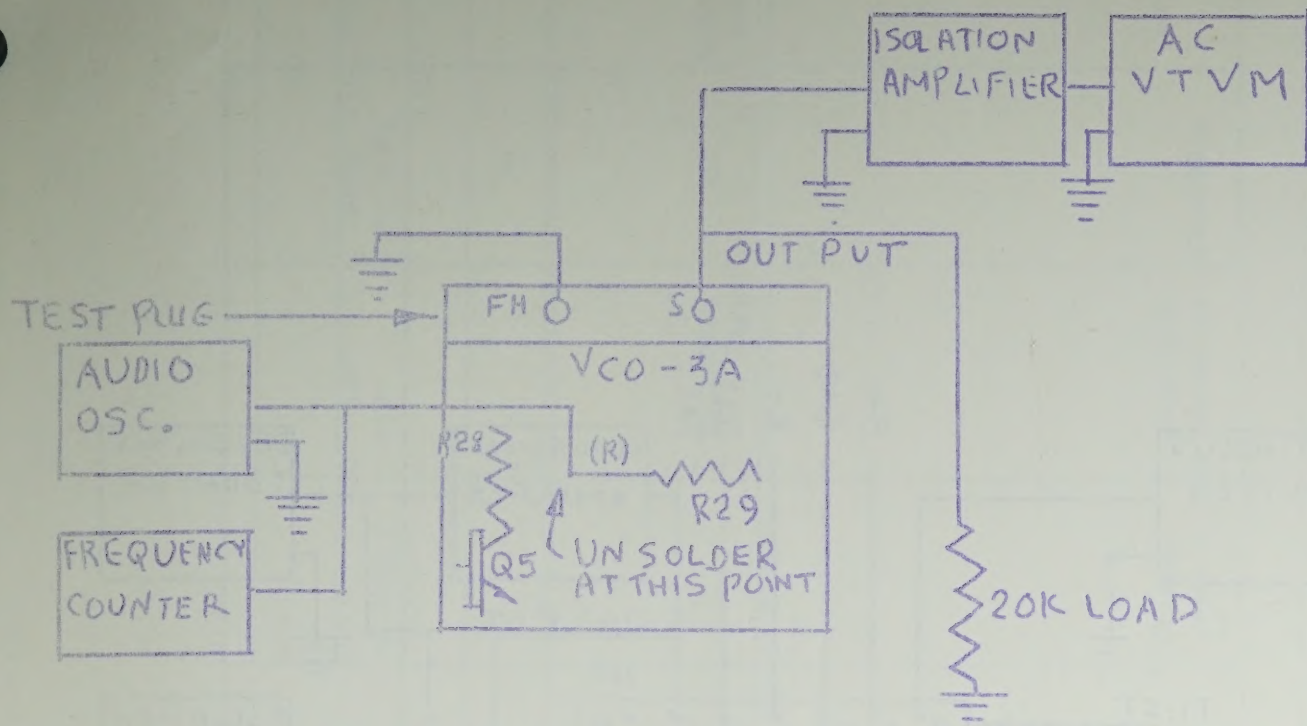 ISOLATION
AMPLIFIER
AC
VTVM
OUT PUT
TEST PLUG
FH
S
VCO-3A
AUDIO
OSC.
R28
(R)
R29
Q5
UN SOLDER
AT THIS POINT
FREQUENCY
COUNTER
20K LOAD